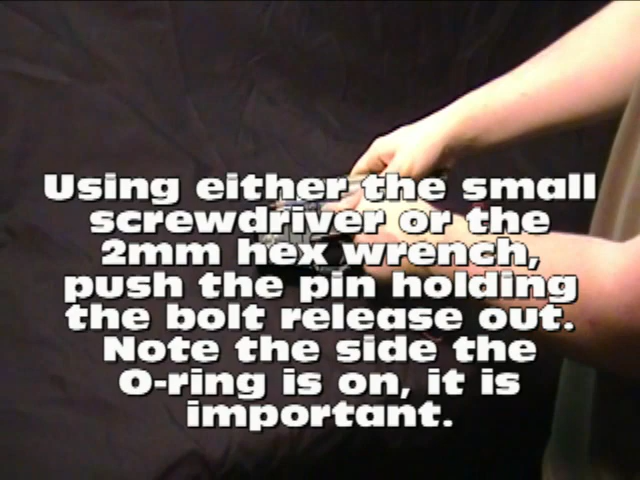 Using either the small
screwdriver or the
2mm hex wrench,
push the pin holding
the bolt release out.
Note the side the
O-ring is on, it is
important.